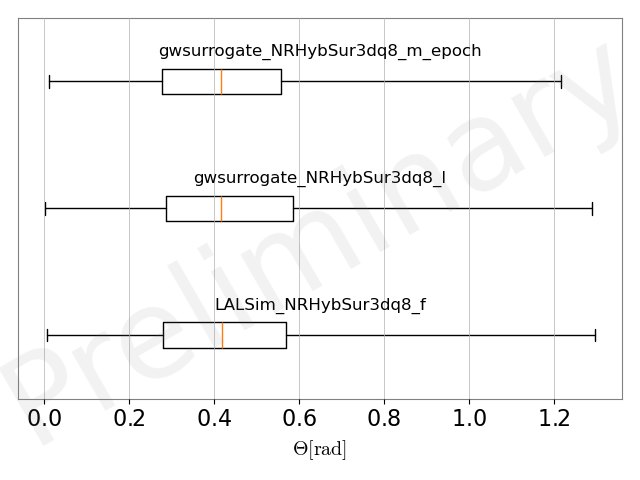 gwsurrogate_NRHybSur3dq8_m_epoch
gwsurrogate_NRHybSur3dq8_l
LALSim_NRHybSur3dq8_f
Preliminary
0.0 0.2 0.4 0.6 0.8 1.0 1.2
Θ[rad]